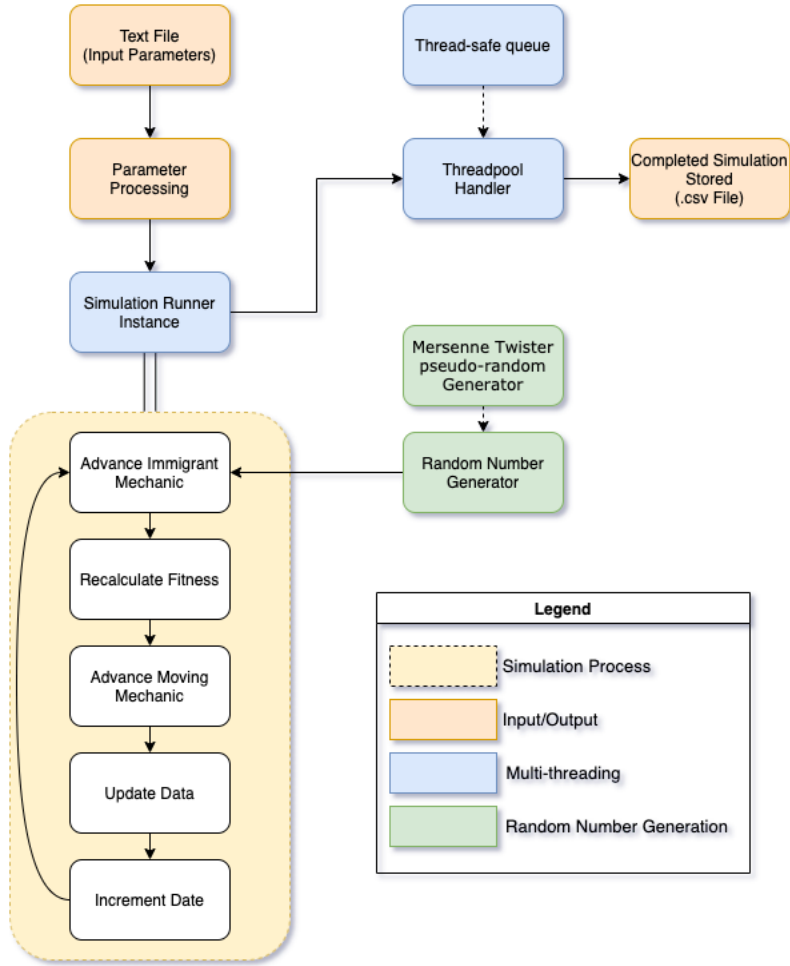 Text File
(Input Parameters)
Thread-safe queue
Parameter
Processing
Threadpool
Handler
Completed Simulation
Stored
(.csv File)
Simulation Runner
Instance
Mersenne Twister
pseudo-random
Generator
Advance Immigrant
Mechanic
Random Number
Generator
Recalculate Fitness
Advance Moving
Mechanic
Update Data
Increment Date
Legend
Simulation Process
Input/Output
Multi-threading
Random Number Generation